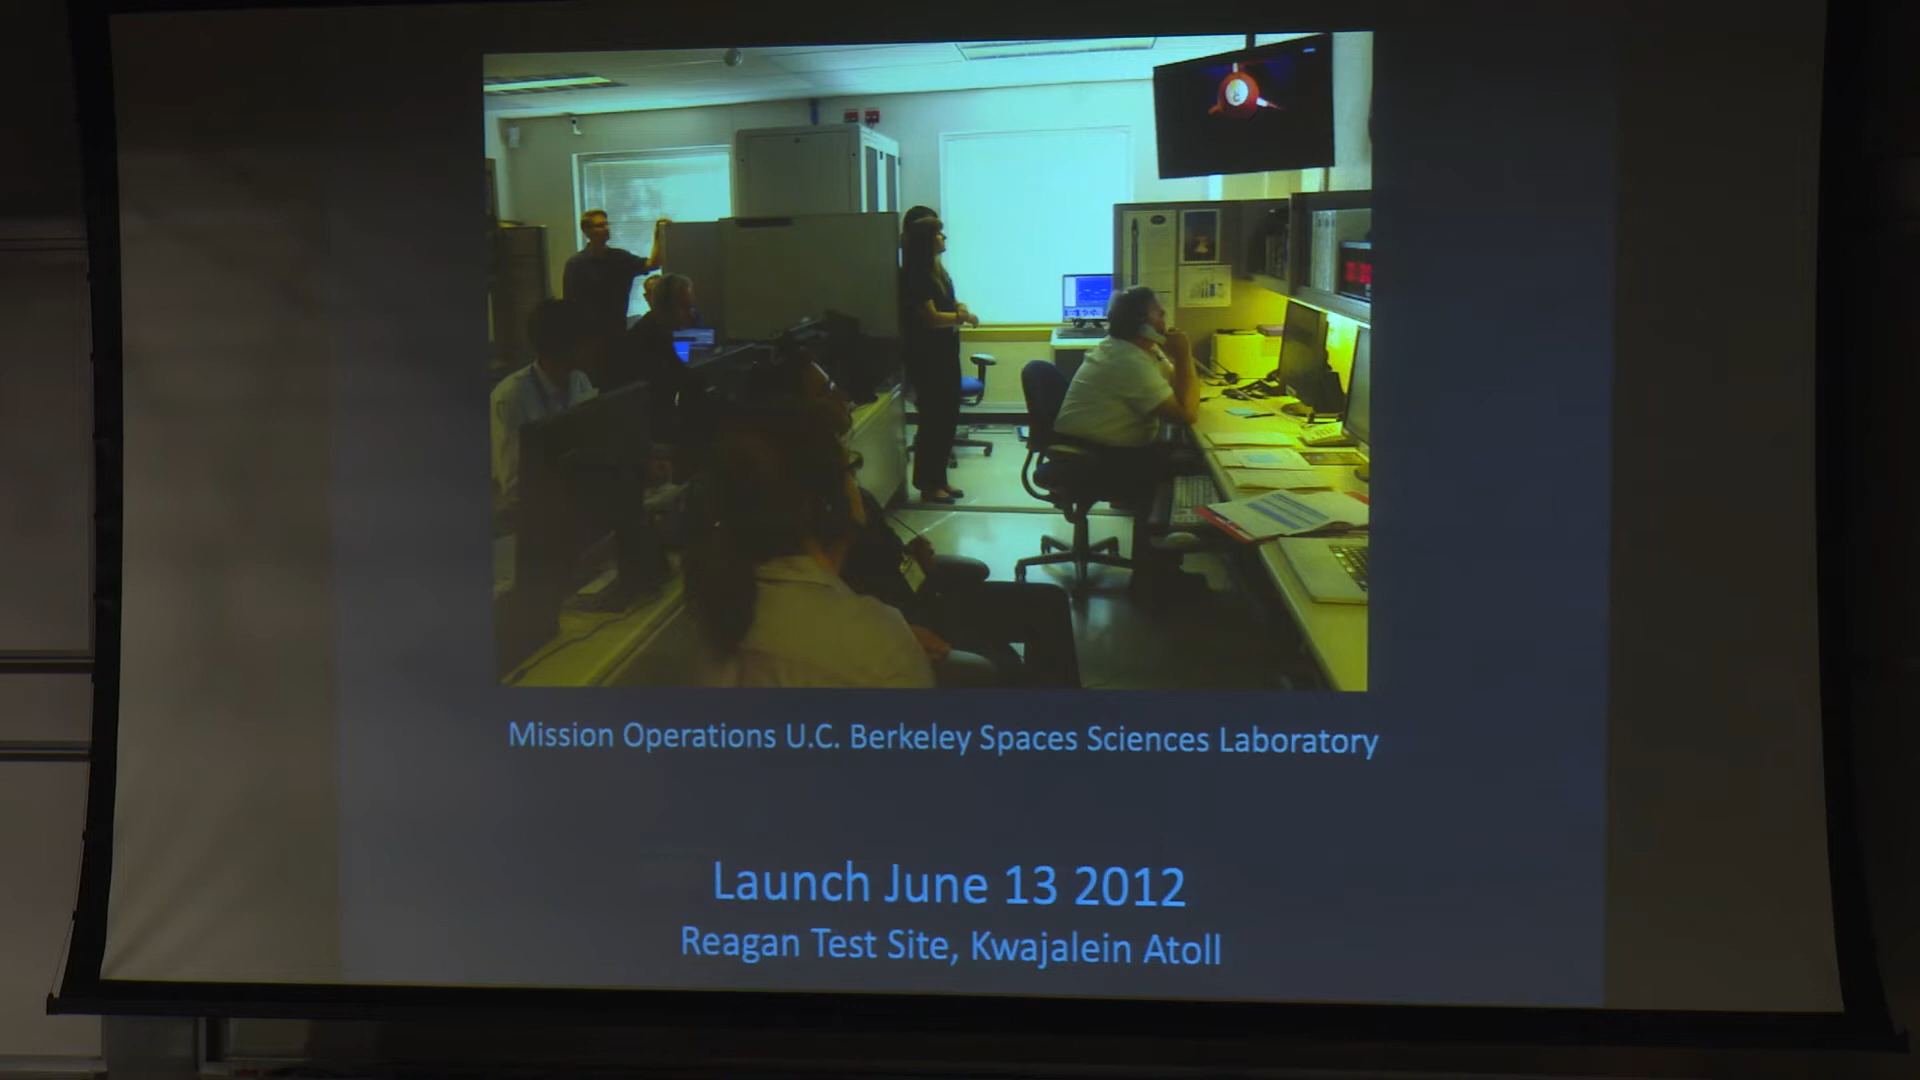 Mission Operations U.C. Berkeley Spaces Sciences Laboratory
Launch June 13 2012
Reagan Test Site, Kwajalein Atoll